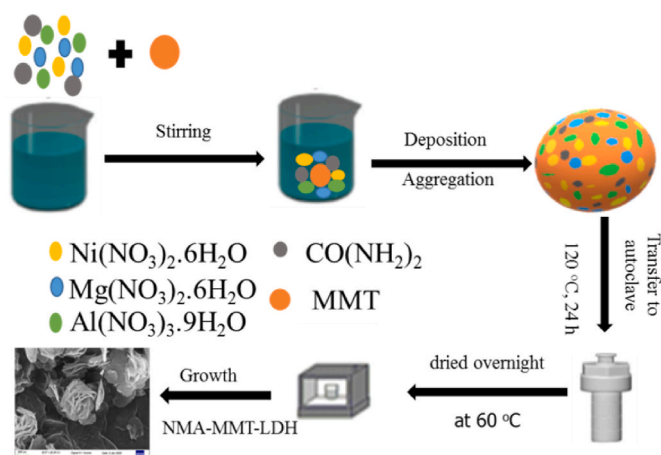 Stirring
Deposition
Aggregation
Ni(NO₃)₂.6H₂O
CO(NH₂)₂
Mg(NO₃)₂.6H₂O
MMT
Al(NO₃)₃.9H₂O
Transfer to
autoclave
120 °C, 24 h
dried overnight
at 60 °C
Growth
NMA-MMT-LDH